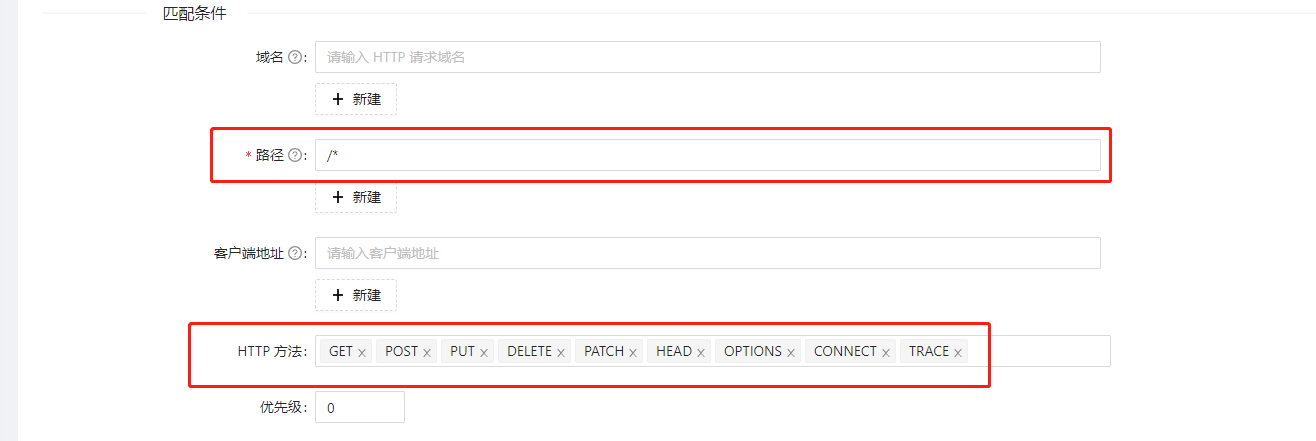 匹配条件
域名 ?: 请输入 HTTP 请求域名
+ 新建
* 路径 ?: /*
+ 新建
客户端地址 ?: 请输入客户端地址
+ 新建
HTTP 方法: GET x POST x PUT x DELETE x PATCH x HEAD x OPTIONS x CONNECT x TRACE x
优先级: 0